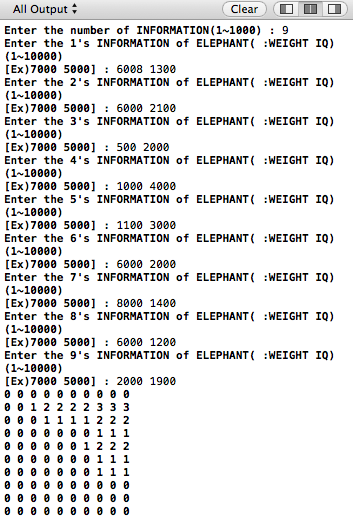 All Output
Clear
Enter the number of INFORMATION(1~1000) : 9
Enter the 1's INFORMATION of ELEPHANT( :WEIGHT IQ)
(1~10000)
[Ex)7000 5000] : 6008 1300
Enter the 2's INFORMATION of ELEPHANT( :WEIGHT IQ)
(1~10000)
[Ex)7000 5000] : 6000 2100
Enter the 3's INFORMATION of ELEPHANT( :WEIGHT IQ)
(1~10000)
[Ex)7000 5000] : 500 2000
Enter the 4's INFORMATION of ELEPHANT( :WEIGHT IQ)
(1~10000)
[Ex)7000 5000] : 1000 4000
Enter the 5's INFORMATION of ELEPHANT( :WEIGHT IQ)
(1~10000)
[Ex)7000 5000] : 1100 3000
Enter the 6's INFORMATION of ELEPHANT( :WEIGHT IQ)
(1~10000)
[Ex)7000 5000] : 6000 2000
Enter the 7's INFORMATION of ELEPHANT( :WEIGHT IQ)
(1~10000)
[Ex)7000 5000] : 8000 1400
Enter the 8's INFORMATION of ELEPHANT( :WEIGHT IQ)
(1~10000)
[Ex)7000 5000] : 6000 1200
Enter the 9's INFORMATION of ELEPHANT( :WEIGHT IQ)
(1~10000)
[Ex)7000 5000] : 2000 1900
0 0 0 0 0 0 0 0 0 0
0 0 1 2 2 2 2 3 3 3
0 0 0 1 1 1 1 2 2 2
0 0 0 0 0 0 0 1 1 1
0 0 0 0 0 0 1 2 2 2
0 0 0 0 0 0 0 1 1 1
0 0 0 0 0 0 0 1 1 1
0 0 0 0 0 0 0 0 0 0
0 0 0 0 0 0 0 0 0 0
0 0 0 0 0 0 0 0 0 0